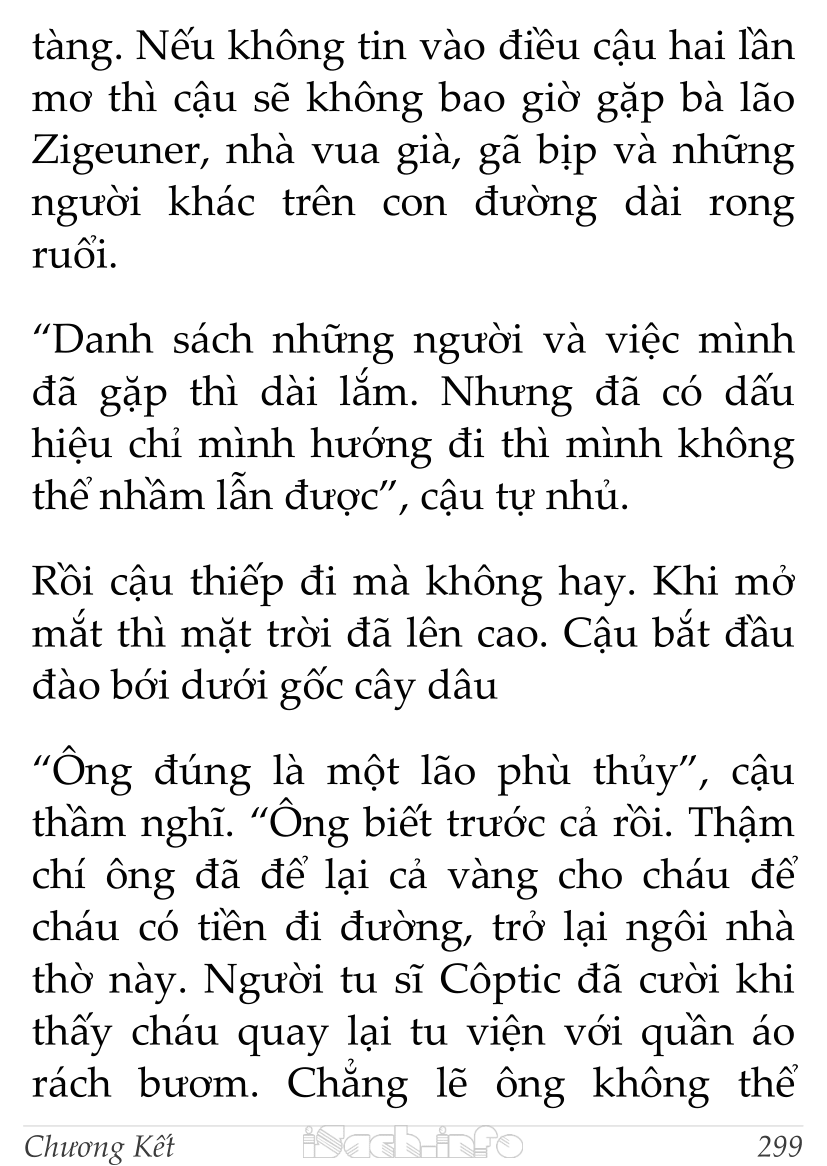 tàng. Nếu không tin vào điều cậu hai lần
mơ thì cậu sẽ không bao giờ gặp bà lão
Zigeuner, nhà vua già, gã bịp và những
người khác trên con đường dài rong
ruổi.
“Danh sách những người và việc mình
đã gặp thì dài lắm. Nhưng đã có dấu
hiệu chỉ mình hướng đi thì mình không
thể nhầm lẫn được”, cậu tự nhủ.
Rồi cậu thiếp đi mà không hay. Khi mở
mắt thì mặt trời đã lên cao. Cậu bắt đầu
đào bới dưới gốc cây dâu
“Ông đúng là một lão phù thủy”, cậu
thầm nghĩ. “Ông biết trước cả rồi. Thậm
chí ông đã để lại cả vàng cho cháu để
cháu có tiền đi đường, trở lại ngôi nhà
thờ này. Người tu sĩ Côptic đã cười khi
thấy cháu quay lại tu viện với quần áo
rách bươm. Chẳng lẽ ông không thể
Chương Kết iSach.info 299